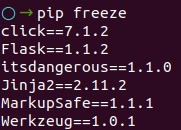 pip freeze
click==7.1.2
Flask==1.1.2
itsdangerous==1.1.0
Jinja2==2.11.2
MarkupSafe==1.1.1
Werkzeug==1.0.1